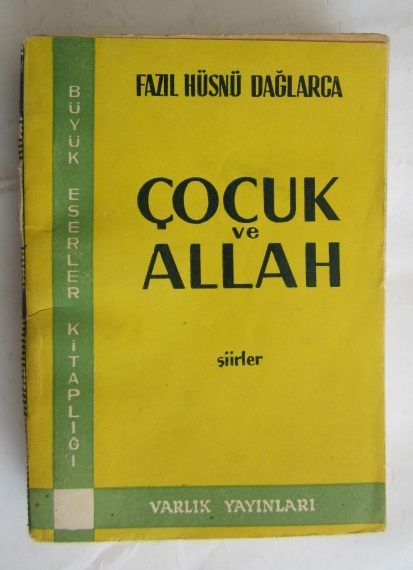 FAZIL HÜSNÜ DAĞLARCA
ÇOCUK
ve
ALLAH
şiirler
BÜYÜK ESERLER KİTAPLIĞI
VARLIK YAYINLARI